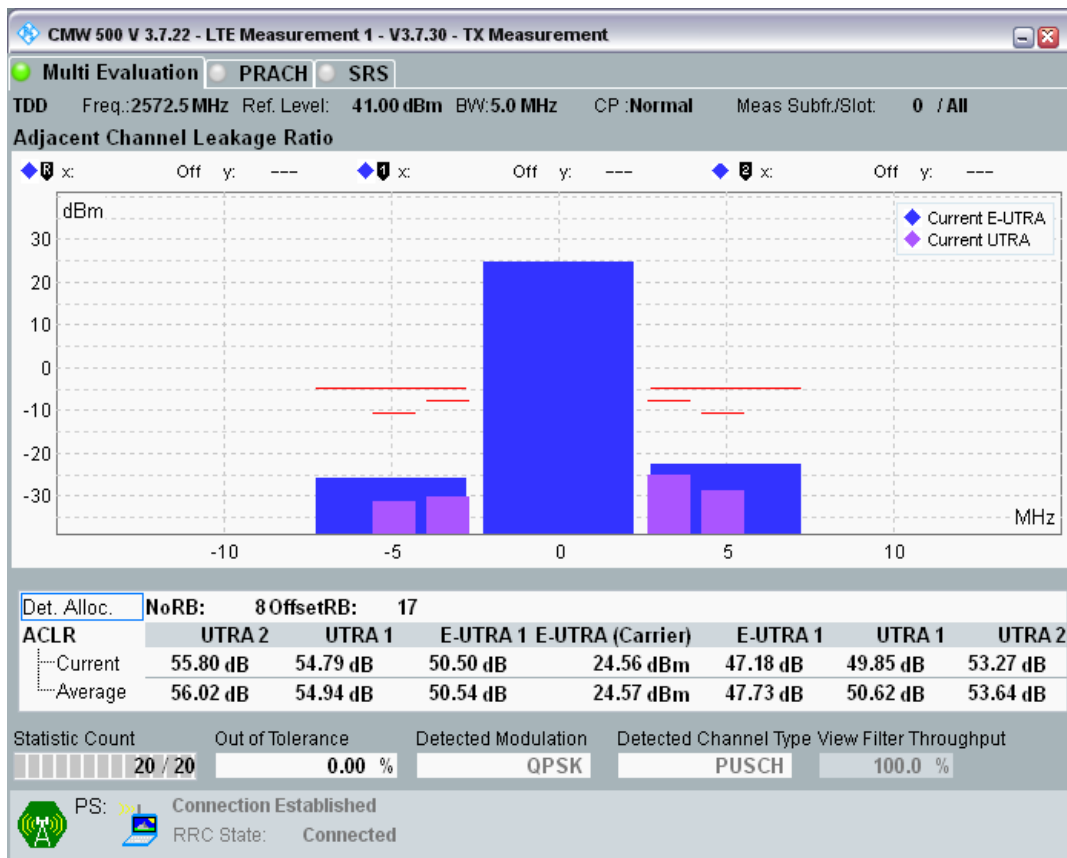 CMW 500 V 3.7.22 - LTE Measurement 1 - V3.7.30 - TX Measurement
Multi Evaluation PRACH SRS
TDD Freq.:2572.5 MHz Ref. Level: 41.00 dBm BW:5.0 MHz CP :Normal Meas Subfr./Slot: 0 / All
Adjacent Channel Leakage Ratio
R x: Off y: --- 1 x: Off y: --- 2 x: Off y: ---
dBm
Current E-UTRA
Current UTRA
30
20
10
0
-10
-20
-30
MHz
-10 -5 0 5 10
Det. Alloc. NoRB: 8 OffsetRB: 17
ACLR UTRA 2 UTRA 1 E-UTRA 1 E-UTRA (Carrier) E-UTRA 1 UTRA 1 UTRA 2
Current 55.80 dB 54.79 dB 50.50 dB 24.56 dBm 47.18 dB 49.85 dB 53.27 dB
Average 56.02 dB 54.94 dB 50.54 dB 24.57 dBm 47.73 dB 50.62 dB 53.64 dB
Statistic Count Out of Tolerance Detected Modulation Detected Channel Type View Filter Throughput
20 / 20 0.00 % QPSK PUSCH 100.0 %
PS: Connection Established
RRC State: Connected